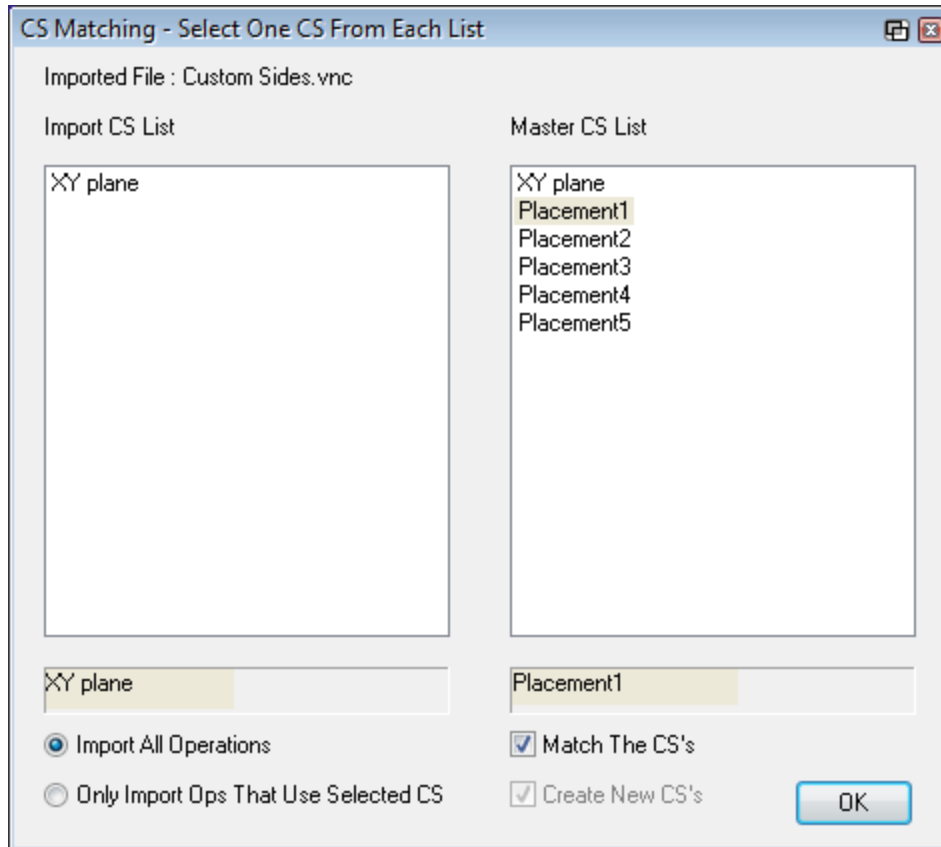 CS Matching - Select One CS From Each List
Imported File : Custom Sides.vnc
Import CS List
Master CS List
XY plane
XY plane
Placement1
Placement2
Placement3
Placement4
Placement5
XY plane
Placement1
Import All Operations
Match The CS's
Only Import Ops That Use Selected CS
Create New CS's
OK